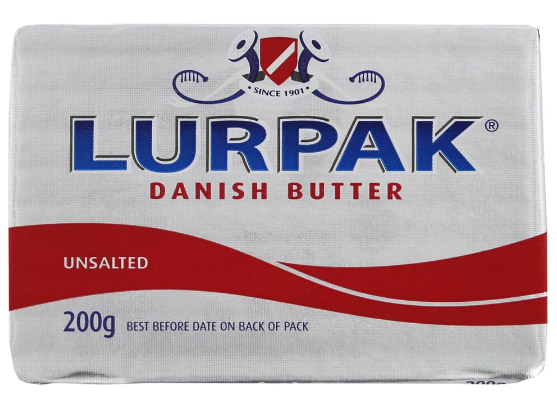 • SINCE 1901 •
LURPAK®
DANISH BUTTER
UNSALTED
200g BEST BEFORE DATE ON BACK OF PACK